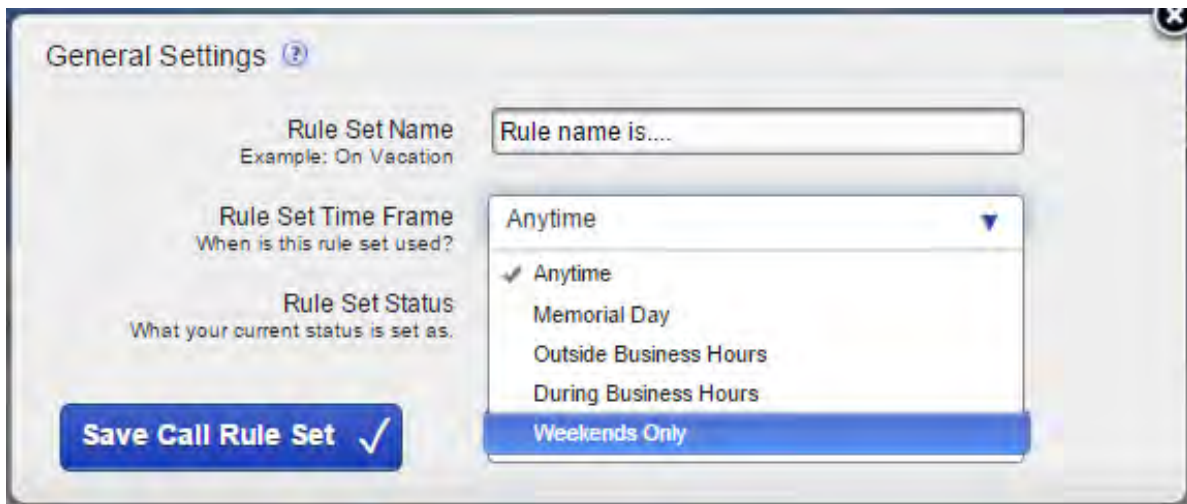 General Settings ?
Rule Set Name
Rule name is....
Example: On Vacation
Rule Set Time Frame
Anytime
When is this rule set used?
Anytime
Rule Set Status
Memorial Day
What your current status is set as.
Outside Business Hours
During Business Hours
Save Call Rule Set
Weekends Only